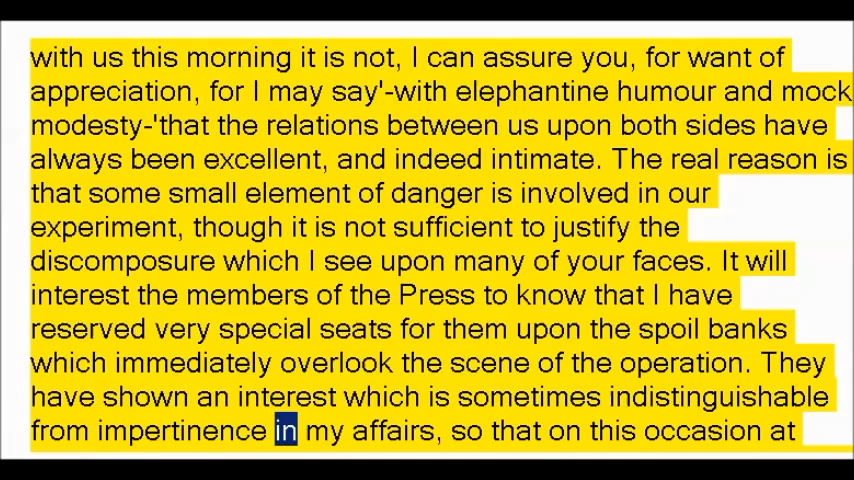 with us this morning it is not, I can assure you, for want of
appreciation, for I may say'-with elephantine humour and mock
modesty-'that the relations between us upon both sides have
always been excellent, and indeed intimate. The real reason is
that some small element of danger is involved in our
experiment, though it is not sufficient to justify the
discomposure which I see upon many of your faces. It will
interest the members of the Press to know that I have
reserved very special seats for them upon the spoil banks
which immediately overlook the scene of the operation. They
have shown an interest which is sometimes indistinguishable
from impertinence in my affairs, so that on this occasion at